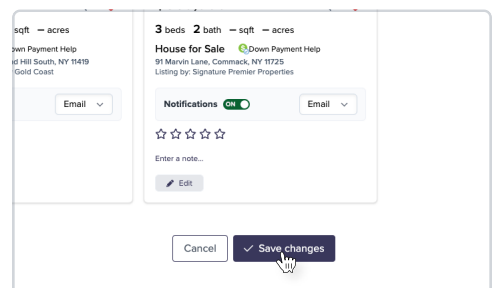 sqft – acres
own Payment Help
d Hill South, NY 11419
Gold Coast
Email
3 beds 2 bath – sqft – acres
House for Sale Down Payment Help
91 Marvin Lane, Commack, NY 11725
Listing by: Signature Premier Properties
Notifications ON Email
Enter a note...
Edit
Cancel Save changes